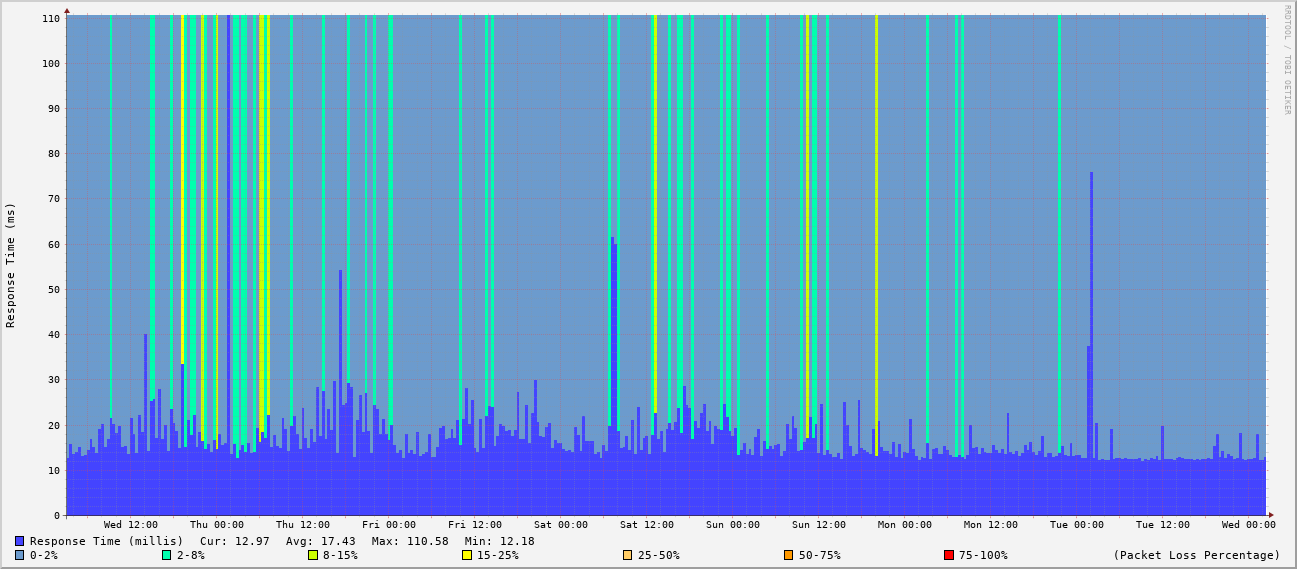 RRDTOOL / TOBI OETIKER
Response Time (ms)
110
100
90
80
70
60
50
40
30
20
10
0
Wed 12:00 Thu 00:00 Thu 12:00 Fri 00:00 Fri 12:00 Sat 00:00 Sat 12:00 Sun 00:00 Sun 12:00 Mon 00:00 Mon 12:00 Tue 00:00 Tue 12:00 Wed 00:00
Response Time (millis) Cur: 12.97 Avg: 17.43 Max: 110.58 Min: 12.18
0-2% 2-8% 8-15% 15-25% 25-50% 50-75% 75-100% (Packet Loss Percentage)